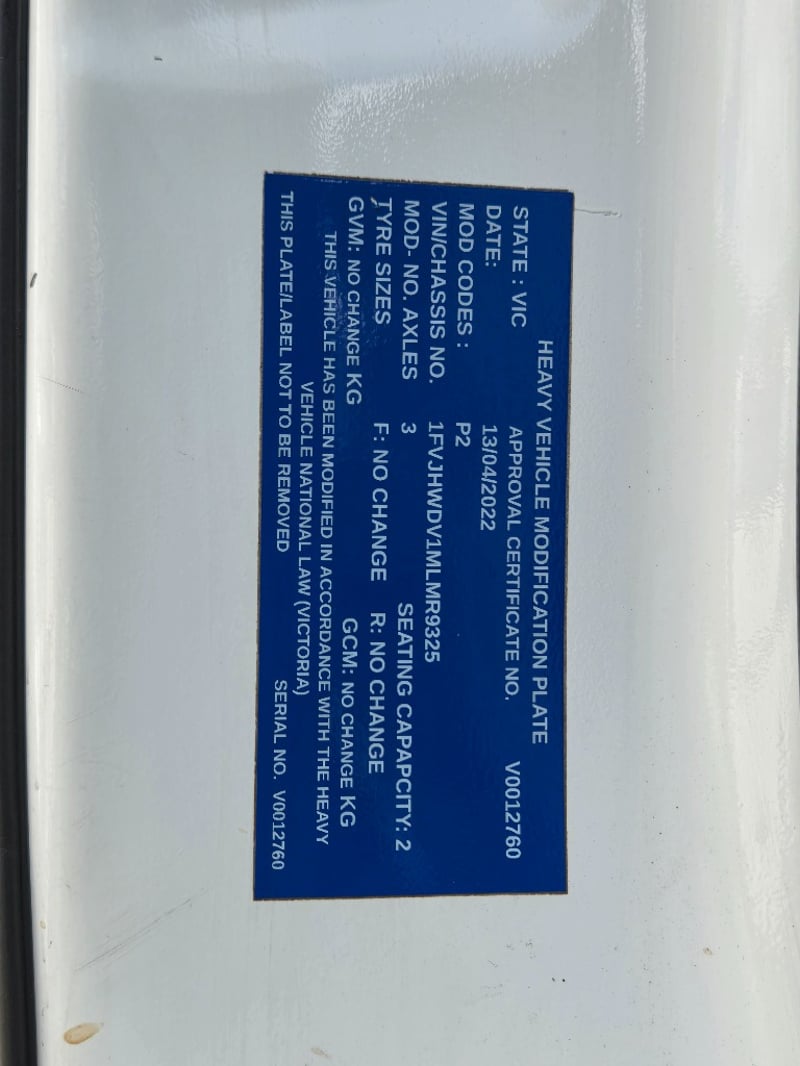 HEAVY VEHICLE MODIFICATION PLATE
STATE : VIC APPROVAL CERTIFICATE NO. V0012760
DATE: 13/04/2022
MOD CODES : P2
VIN/CHASSIS NO. 1FVJHWDV1MLMR9325
MOD- NO. AXLES 3 SEATING CAPAPCITY: 2
TYRE SIZES F: NO CHANGE R: NO CHANGE
GVM: NO CHANGE KG GCM: NO CHANGE KG
THIS VEHICLE HAS BEEN MODIFIED IN ACCORDANCE WITH THE HEAVY
VEHICLE NATIONAL LAW (VICTORIA)
THIS PLATE/LABEL NOT TO BE REMOVED SERIAL NO. V0012760